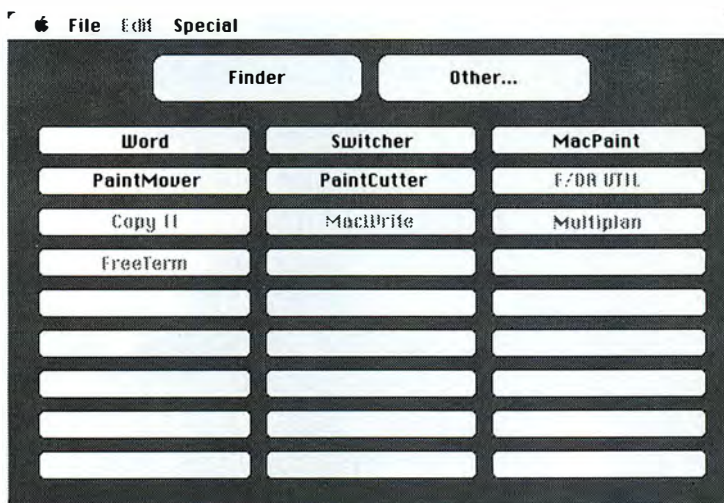 File Edit Special
Finder Other...
Word Switcher MacPaint
PaintMover PaintCutter F/DA UTIL
Copy II MacWrite Multiplan
FreeTerm